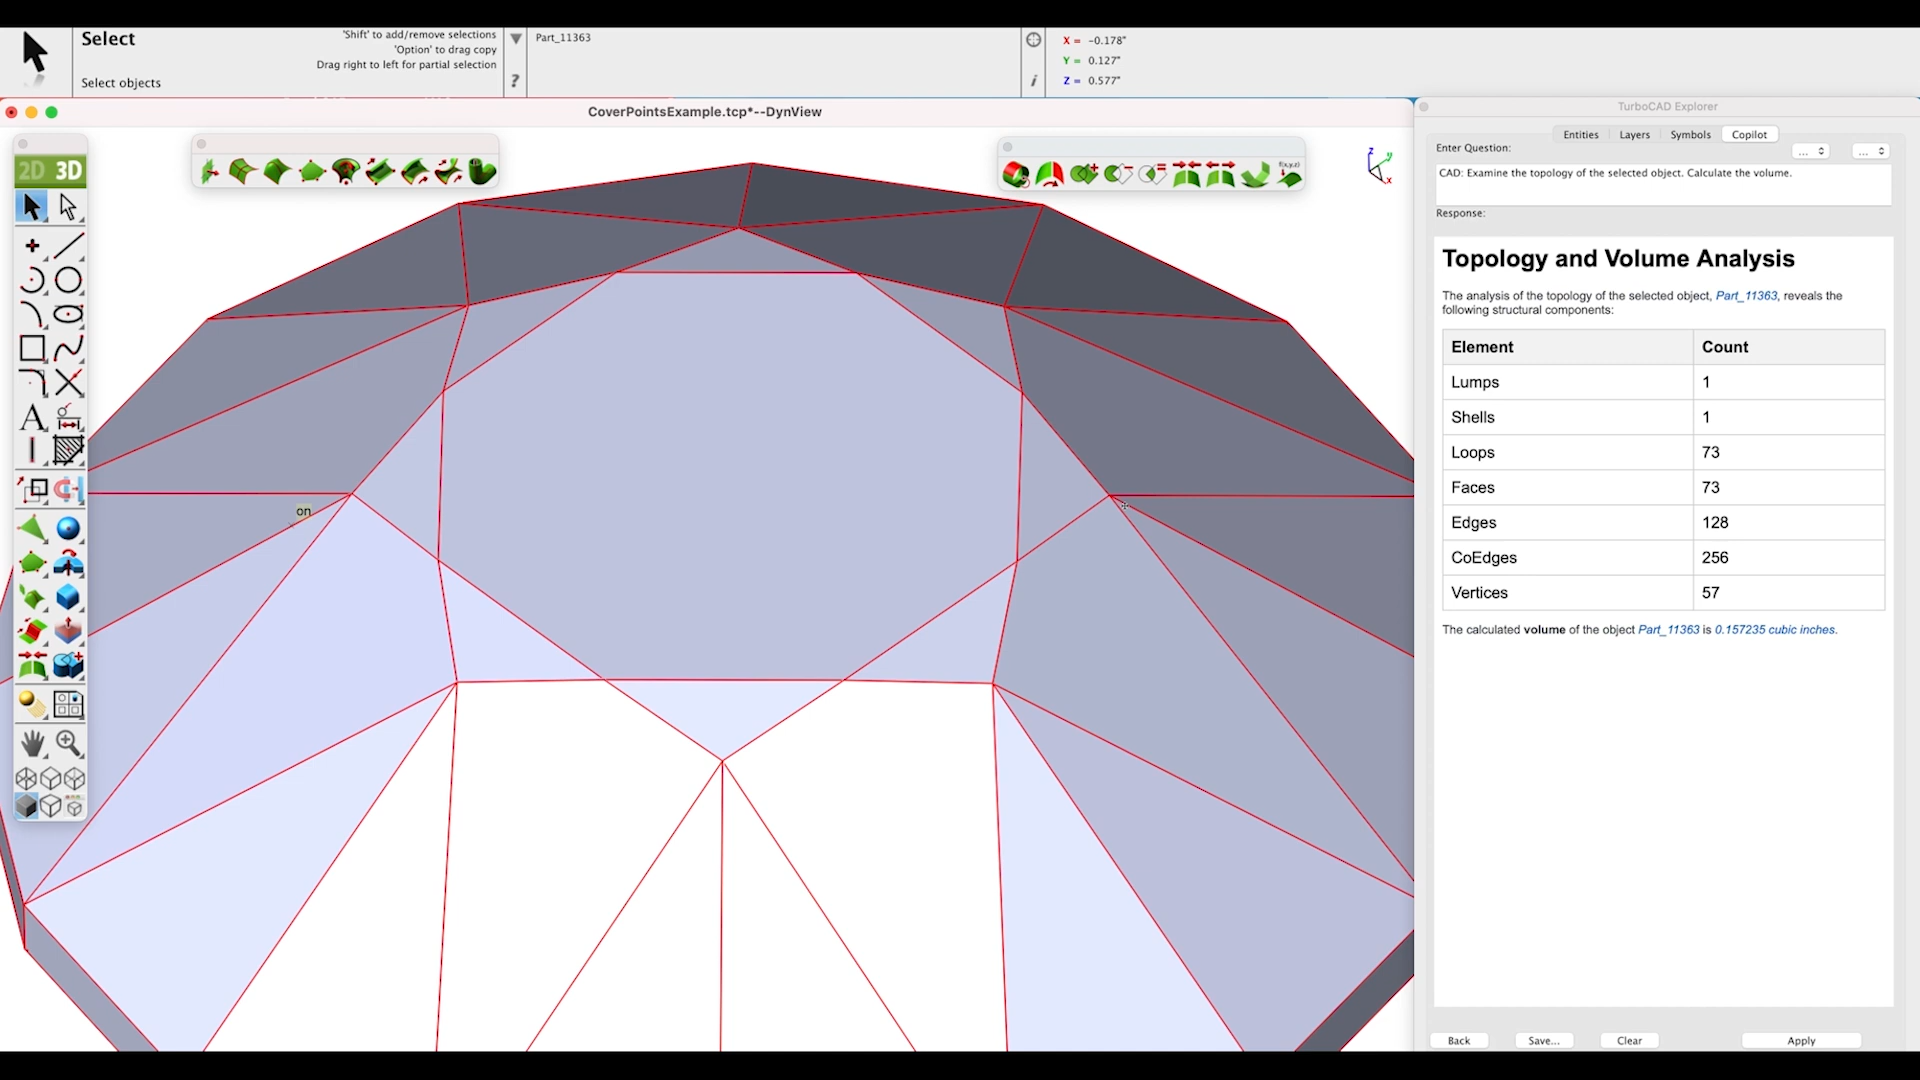 Select
'Shift' to add/remove selections
'Option' to drag copy
Drag right to left for partial selection
Select objects
?
Part_11363
i
X = -0.178"
Y = 0.127"
Z = 0.577"
CoverPointsExample.tcp*--DynView
2D 3D
A
on
f(x,y,z)
z
y
x
TurboCAD Explorer
Entities Layers Symbols Copilot
Enter Question:
... ...
CAD: Examine the topology of the selected object. Calculate the volume.
Response:
Topology and Volume Analysis
The analysis of the topology of the selected object, Part_11363, reveals the
following structural components:
Element Count
Lumps 1
Shells 1
Loops 73
Faces 73
Edges 128
CoEdges 256
Vertices 57
The calculated volume of the object Part_11363 is 0.157235 cubic inches.
Back Save... Clear Apply